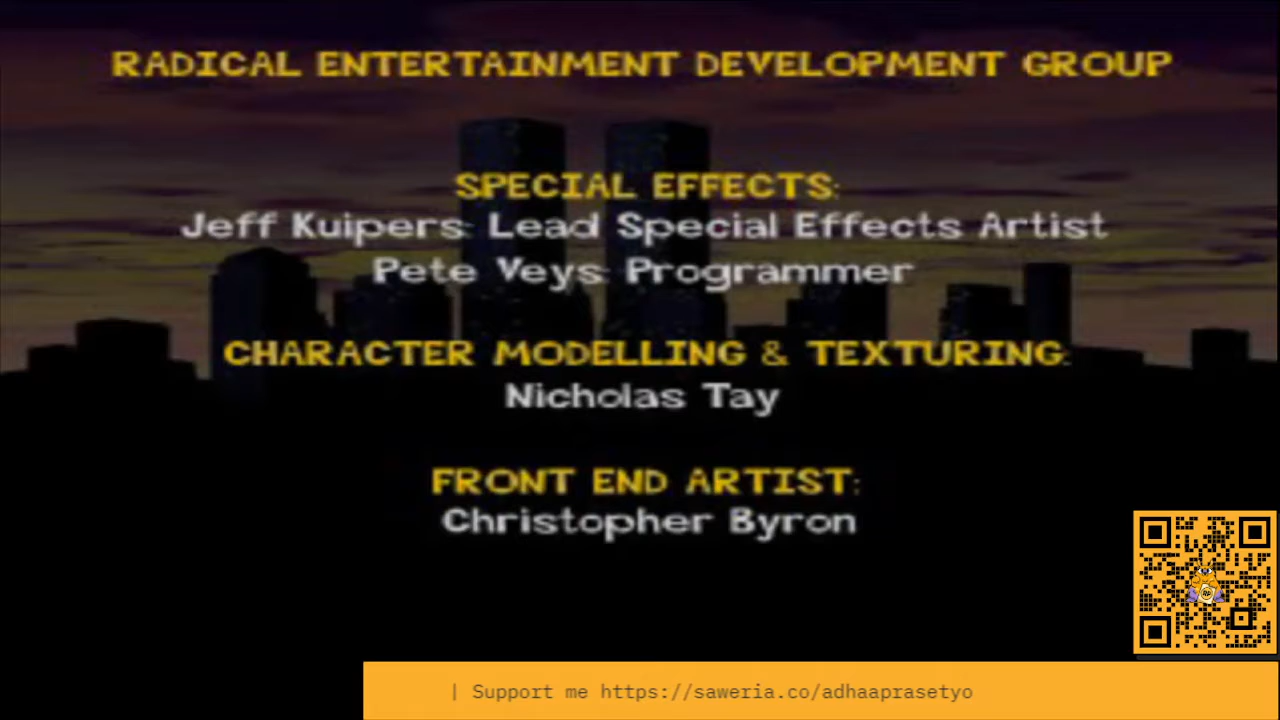 RADICAL ENTERTAINMENT DEVELOPMENT GROUP
SPECIAL EFFECTS:
Jeff Kuipers: Lead Special Effects Artist
Pete Veys: Programmer
CHARACTER MODELLING & TEXTURING:
Nicholas Tay
FRONT END ARTIST:
Christopher Byron
| Support me https://saweria.co/adhaaprasetyo